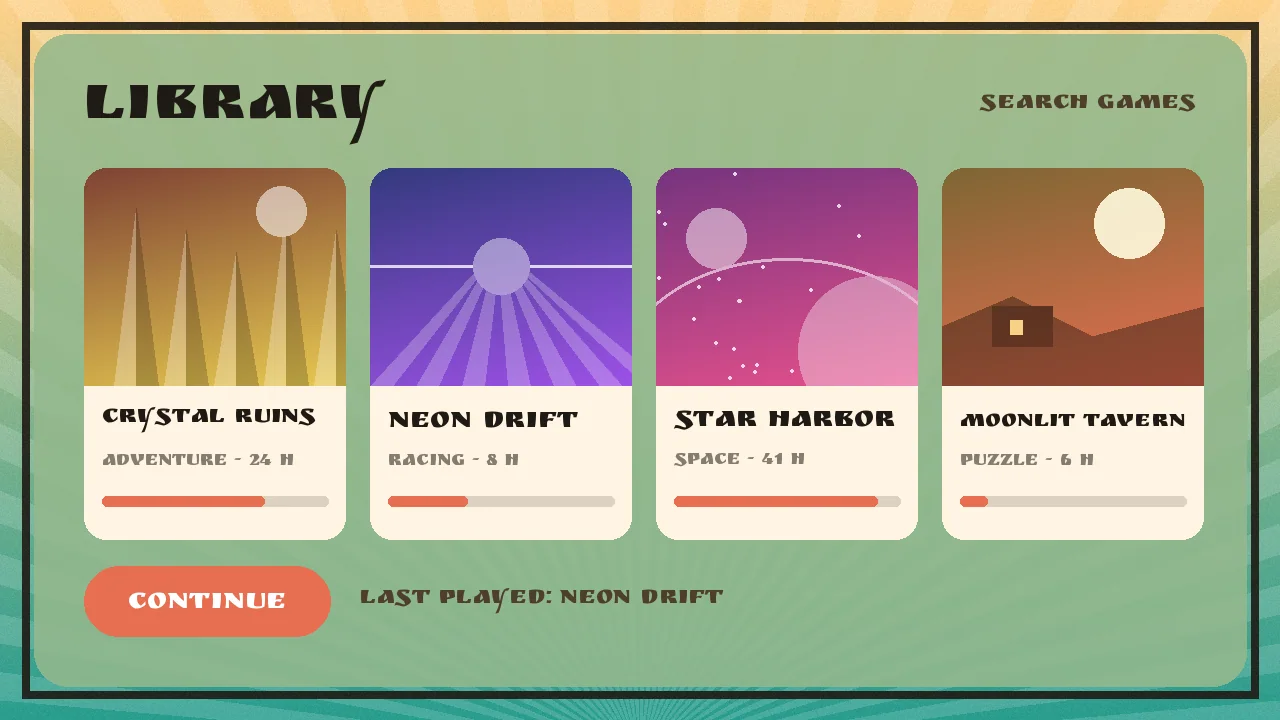 LIBRARY
SEARCH GAMES
CRYSTAL RUINS
ADVENTURE - 24 H
NEON DRIFT
RACING - 8 H
STAR HARBOR
SPACE - 41 H
MOONLIT TAVERN
PUZZLE - 6 H
CONTINUE
LAST PLAYED: NEON DRIFT